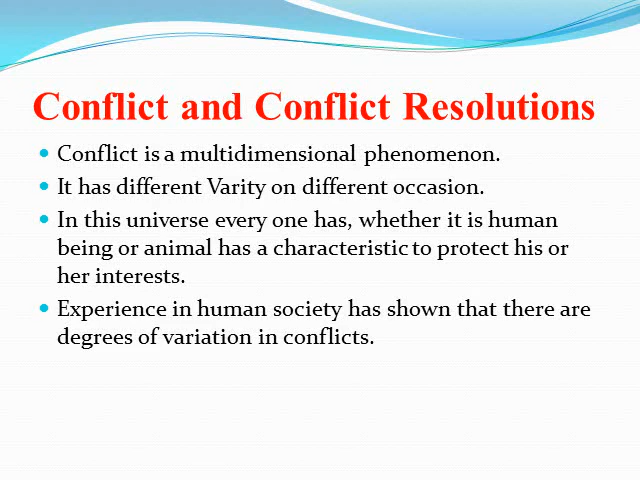 Conflict and Conflict Resolutions
• Conflict is a multidimensional phenomenon.
• It has different Varity on different occasion.
• In this universe every one has, whether it is human
being or animal has a characteristic to protect his or
her interests.
• Experience in human society has shown that there are
degrees of variation in conflicts.